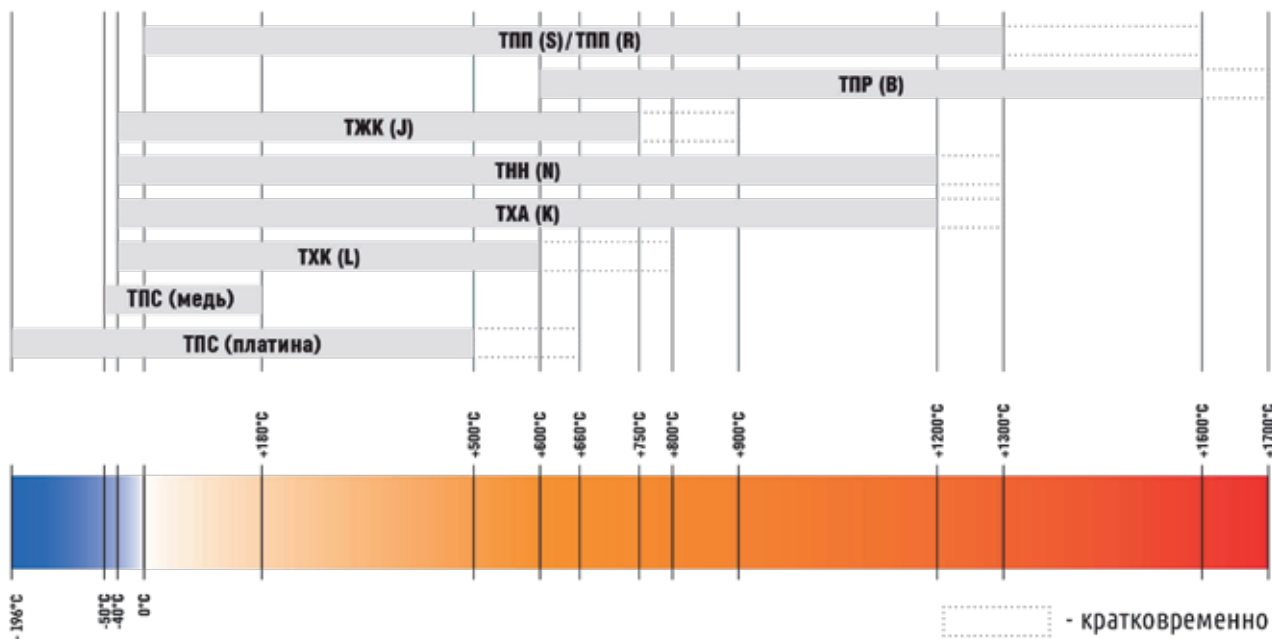 ТПП (S)/ТПП (R)
ТПР (B)
ТЖК (J)
ТНН (N)
ТХА (K)
ТХК (L)
ТПС (медь)
ТПС (платина)
+180°C
+500°C
+600°C
+660°C
+750°C
+800°C
+900°C
+1200°C
+1300°C
+1600°C
+1700°C
- 196°C
-50°C
-40°C
0°C
- кратковременно